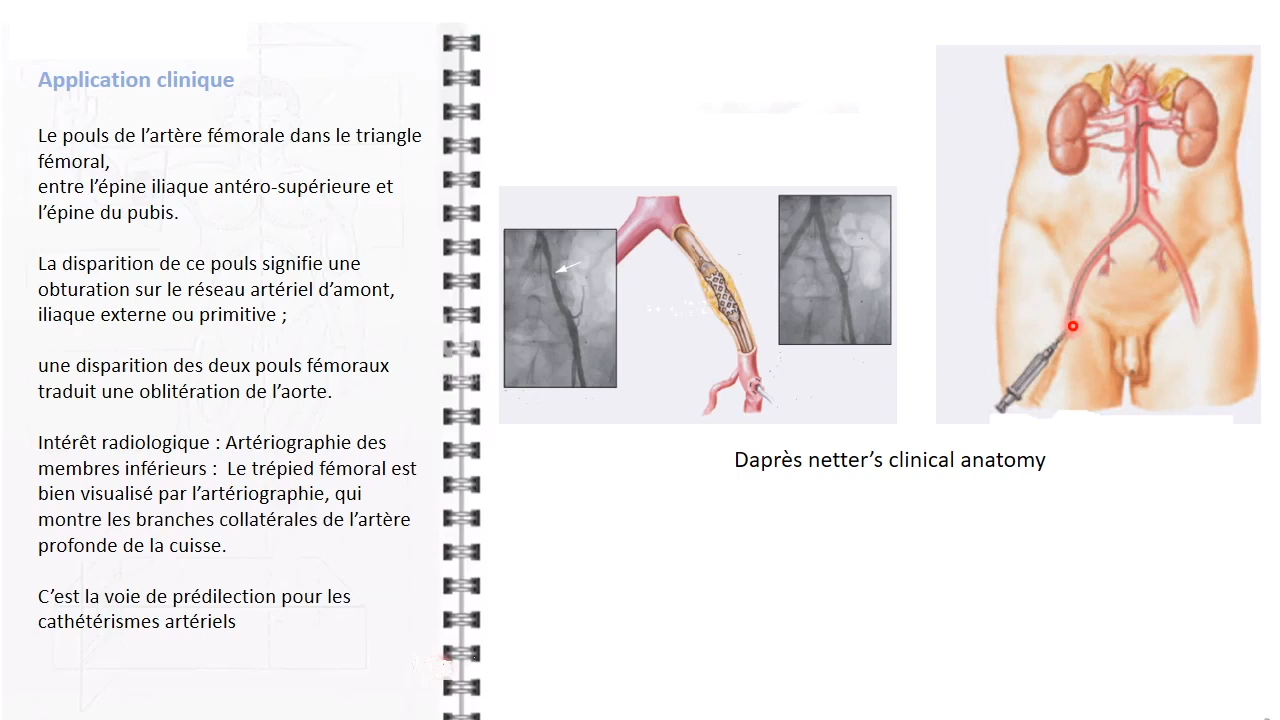 Application clinique
Le pouls de l’artère fémorale dans le triangle
fémoral,
entre l’épine iliaque antéro-supérieure et
l’épine du pubis.
La disparition de ce pouls signifie une
obturation sur le réseau artériel d’amont,
iliaque externe ou primitive ;
une disparition des deux pouls fémoraux
traduit une oblitération de l’aorte.
Intérêt radiologique : Artériographie des
membres inférieurs :  Le trépied fémoral est
bien visualisé par l’artériographie, qui
montre les branches collatérales de l’artère
profonde de la cuisse.
C’est la voie de prédilection pour les
cathétérismes artériels
Daprès netter’s clinical anatomy